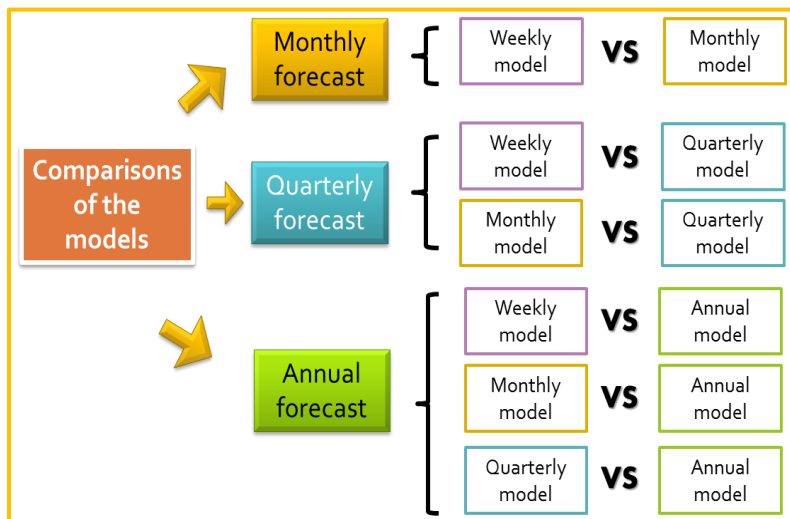 Comparisons
of the
models
Monthly
forecast
Weekly
model
VS
Monthly
model
Quarterly
forecast
Weekly
model
VS
Quarterly
model
Monthly
model
VS
Quarterly
model
Annual
forecast
Weekly
model
VS
Annual
model
Monthly
model
VS
Annual
model
Quarterly
model
VS
Annual
model